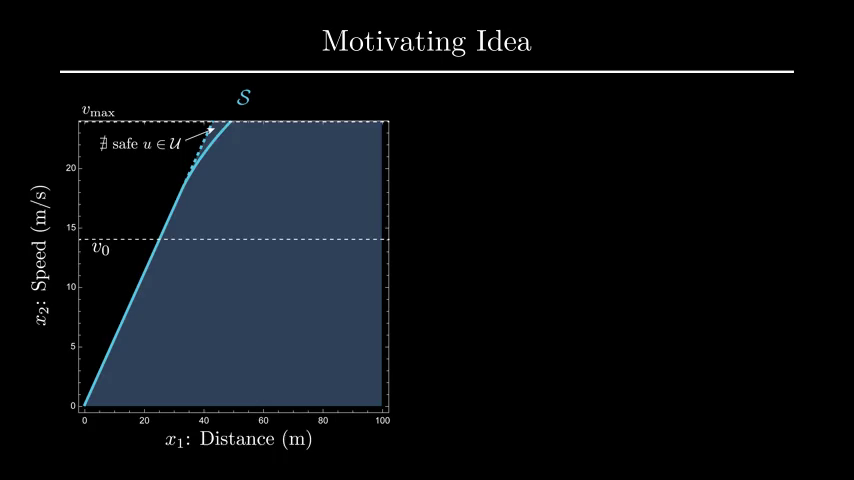 Motivating Idea
𝒮
v_max
∄ safe u ∈ 𝒰
20
15
v_0
10
5
0
x_2: Speed (m/s)
0 20 40 60 80 100
x_1: Distance (m)